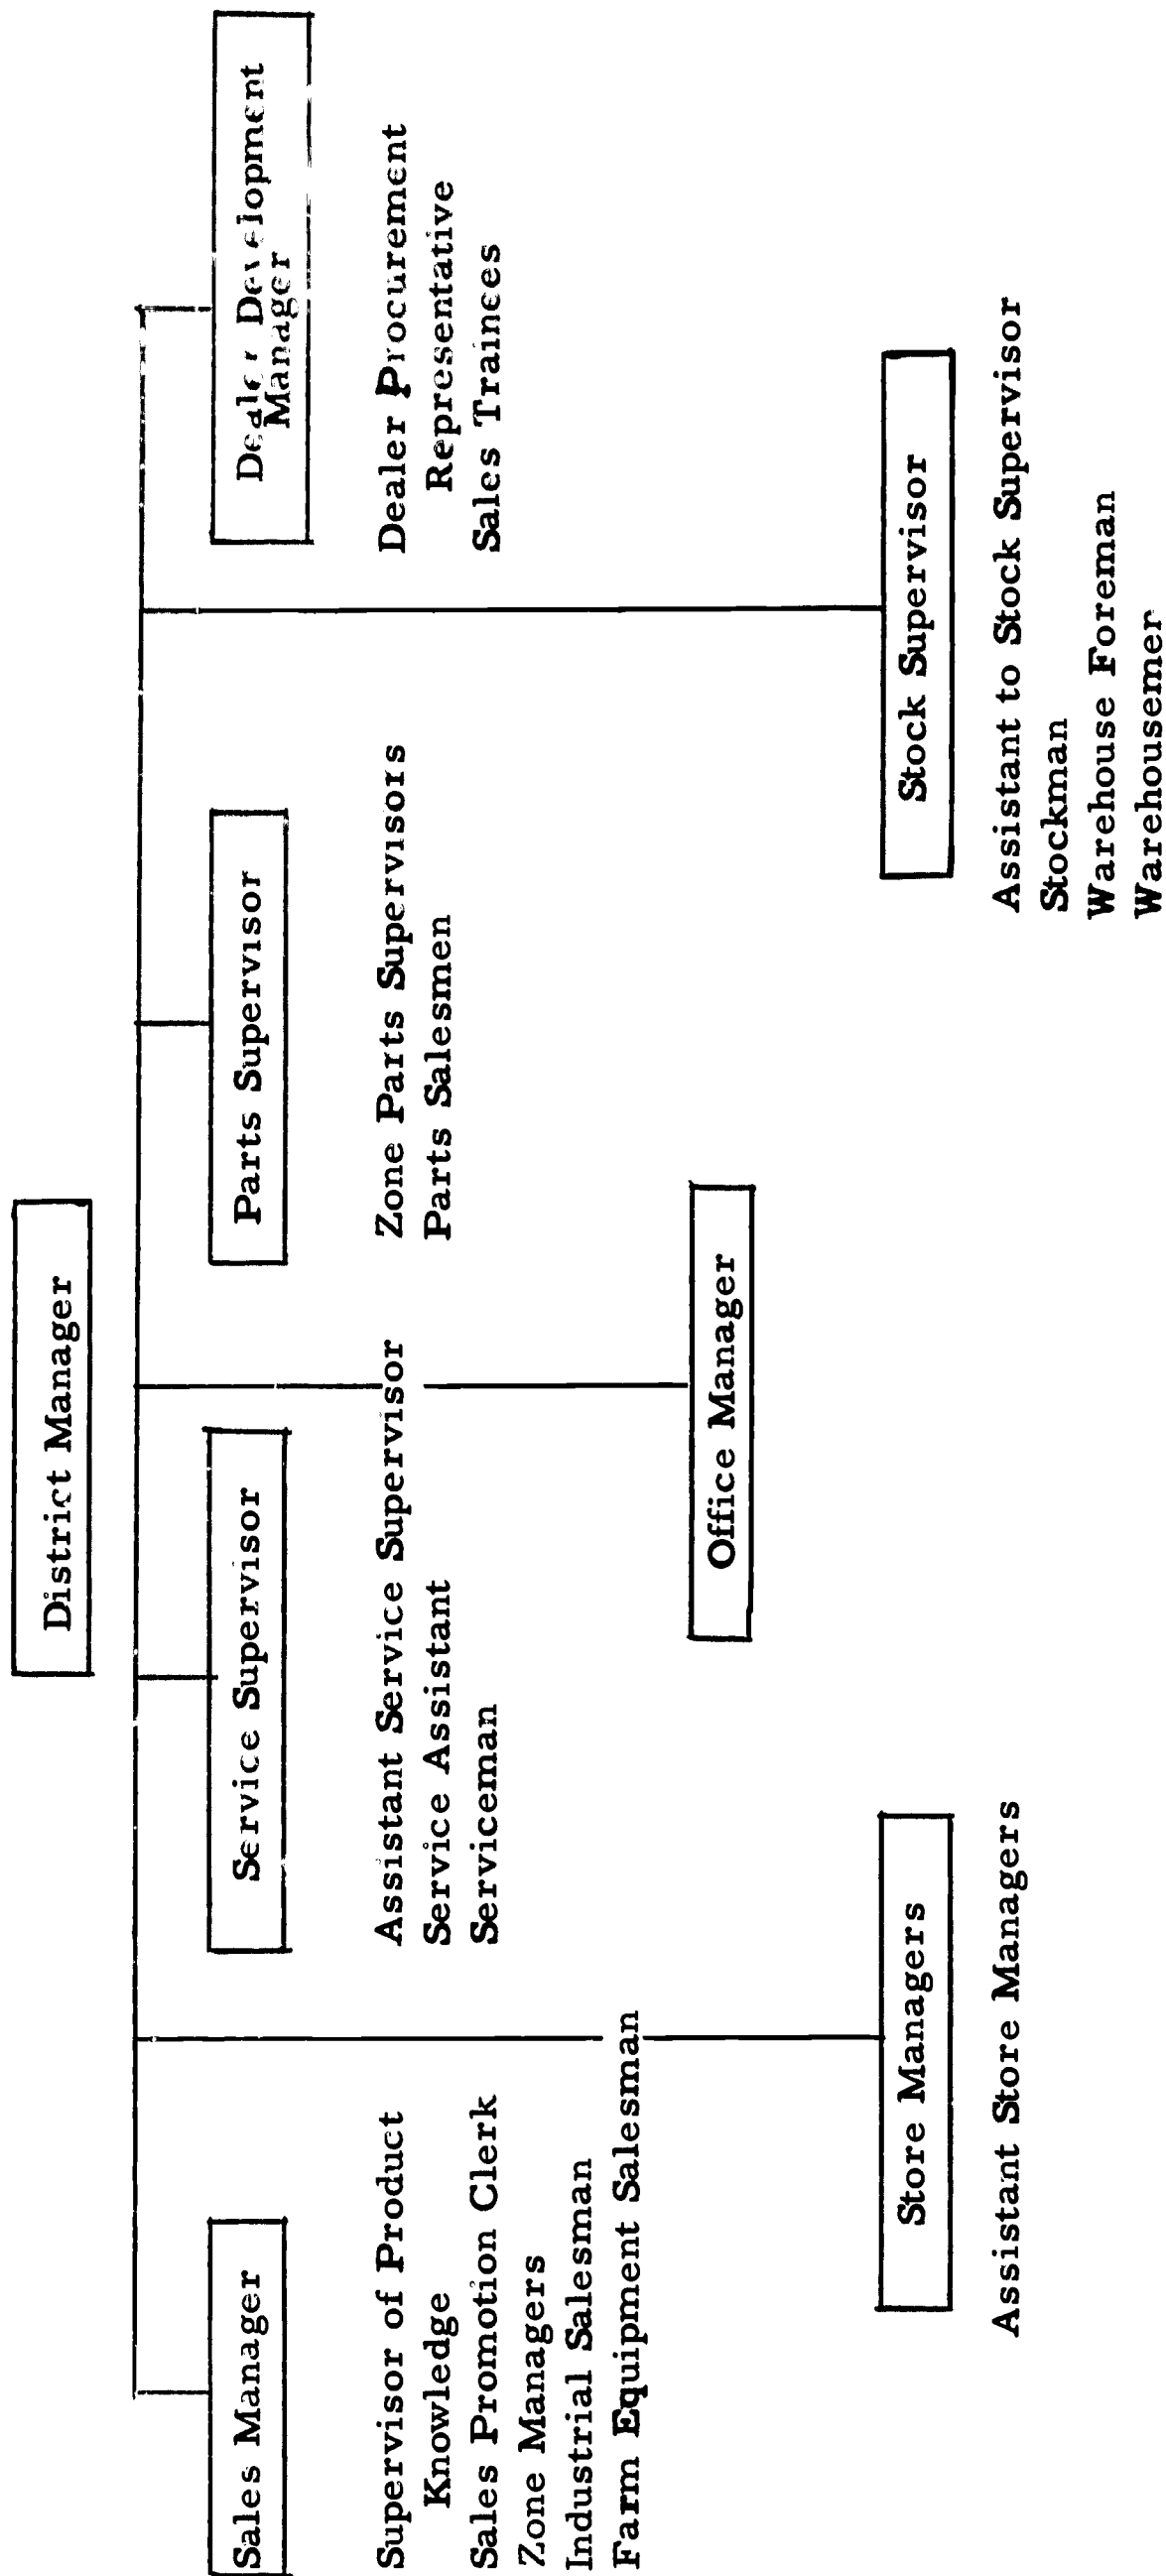 District Manager
Sales Manager
Supervisor of Product
Knowledge
Sales Promotion Clerk
Zone Managers
Industrial Salesman
Farm Equipment Salesman
Service Supervisor
Assistant Service Supervisor
Service Assistant
Serviceman
Parts Supervisor
Zone Parts Supervisors
Parts Salesmen
Dealer Development
Manager
Dealer Procurement
Representative
Sales Trainees
Store Managers
Assistant Store Managers
Office Manager
Stock Supervisor
Assistant to Stock Supervisor
Stockman
Warehouse Foreman
Warehousemen